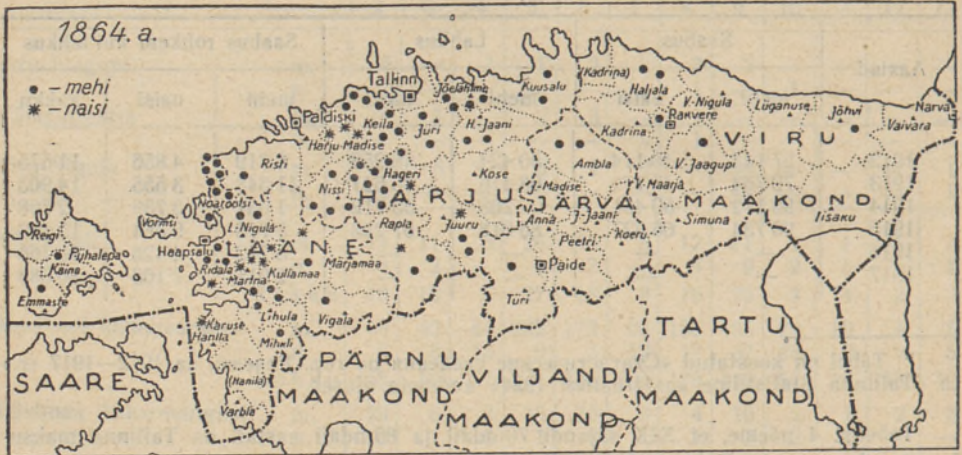 1864. a.
• – mehi
✳ – naisi
Tallinn
Jõelähtme
Kuusalu
(Kadrina)
Haljala
V.-Nigula
Lüganuse
Jõhvi
Narva
Vaivara
Paldiski
Keila
Harju-Madise
Jüri
H.-Jaani
Rakvere
Kadrina
VIRU
MAAKOND
V.-Jaagupi
Risti
Nissi
Hageri
Kose
HARJU
Ambla
J.-Madise
JÄRVA
V.-Maarja
Simuna
Iisaku
Noarootsi
Vormsi
L.-Nigula
Rapla
Juuru
Anna
J.-Jaani
Peetri
Koeru
Paide
Türi
Reigi
Pühalepa
Käina
Emmaste
Haapsalu
LÄÄNE
Ridala
Martna
Kullamaa
Märjamaa
Vigala
Lihula
Karuse
Hanila
Mihkli
(Hanila)
Varbla
SAARE
PÄRNU
MAAKOND
VILJANDI
MAAKOND
TARTU
MAAKOND